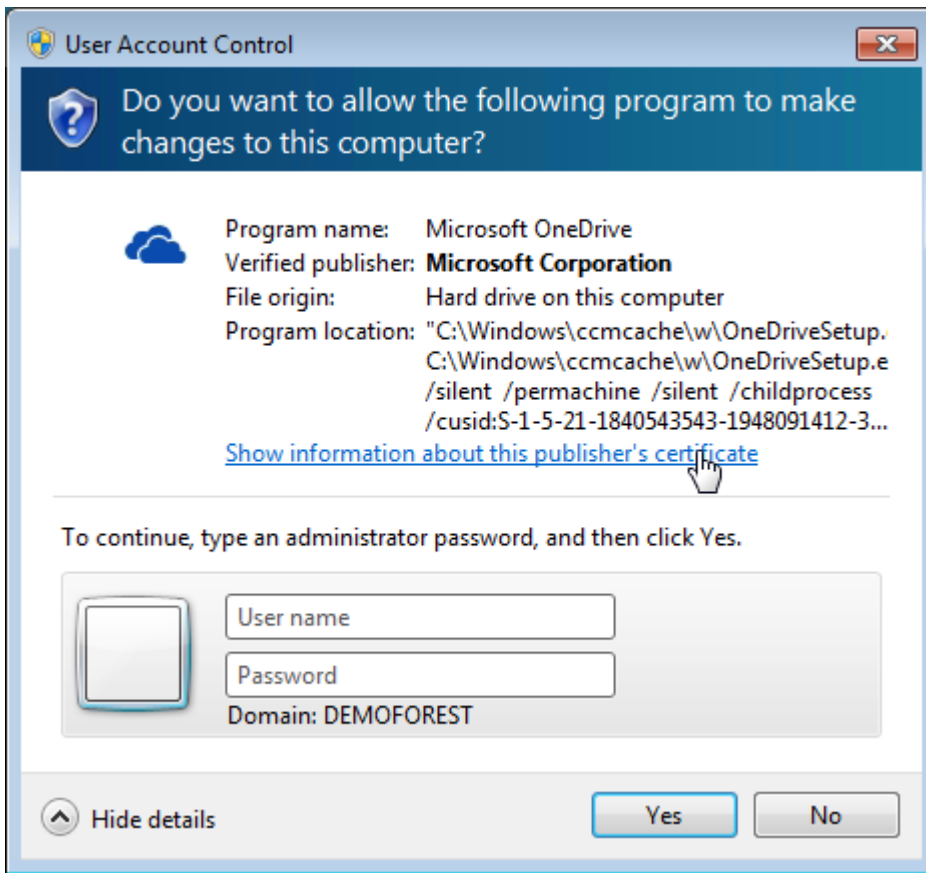 User Account Control
Do you want to allow the following program to make
changes to this computer?
Program name: Microsoft OneDrive
Verified publisher: Microsoft Corporation
File origin: Hard drive on this computer
Program location: "C:\Windows\ccmcache\w\OneDriveSetup.
C:\Windows\ccmcache\w\OneDriveSetup.e
/silent /permachine /silent /childprocess
/cusid:S-1-5-21-1840543543-1948091412-3...
Show information about this publisher's certificate
To continue, type an administrator password, and then click Yes.
User name
Password
Domain: DEMOFOREST
Hide details
Yes
No